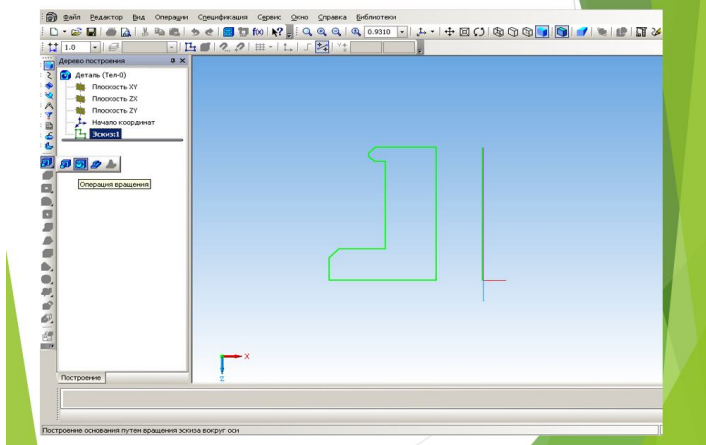 Файл Редактор Вид Операции Спецификация Сервис Окно Справка Библиотеки
f(x) 0.9310
1.0
Дерево построения
Деталь (Тел-0)
Плоскость XY
Плоскость ZX
Плоскость ZY
Начало координат
Эскиз:1
Операция вращения
X
Z
Построение
Построение основания путем вращения эскиза вокруг оси